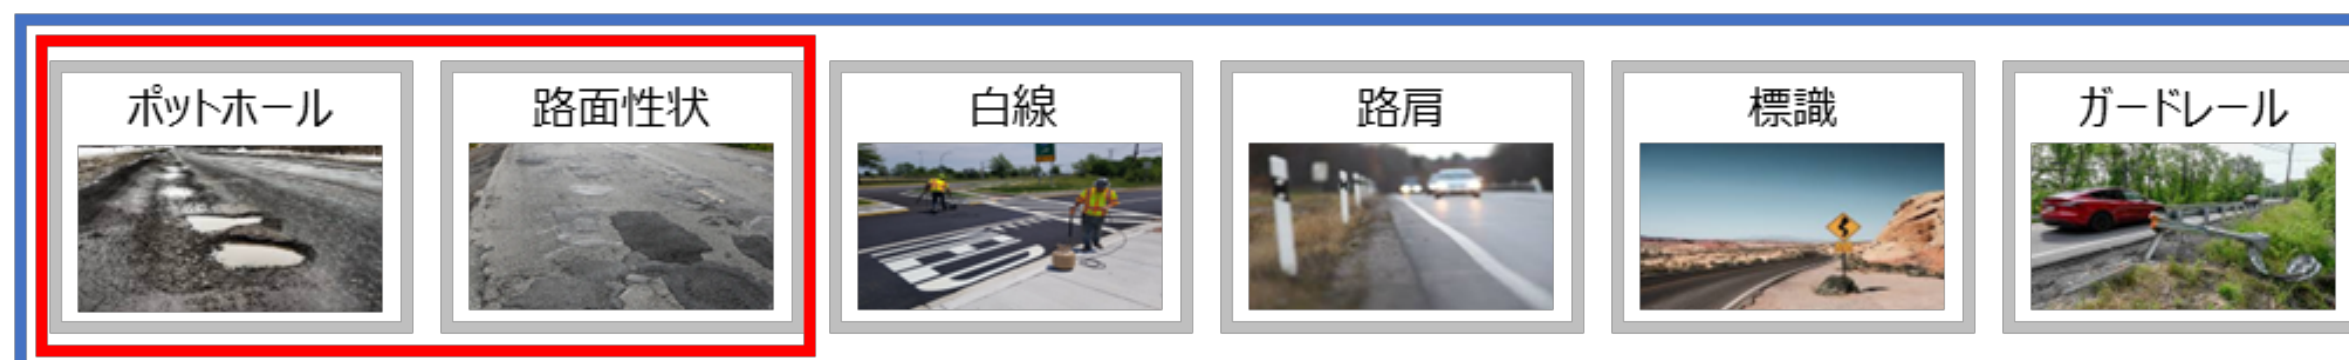 ポットホール
路面性状
白線
路肩
標識
ガードレール